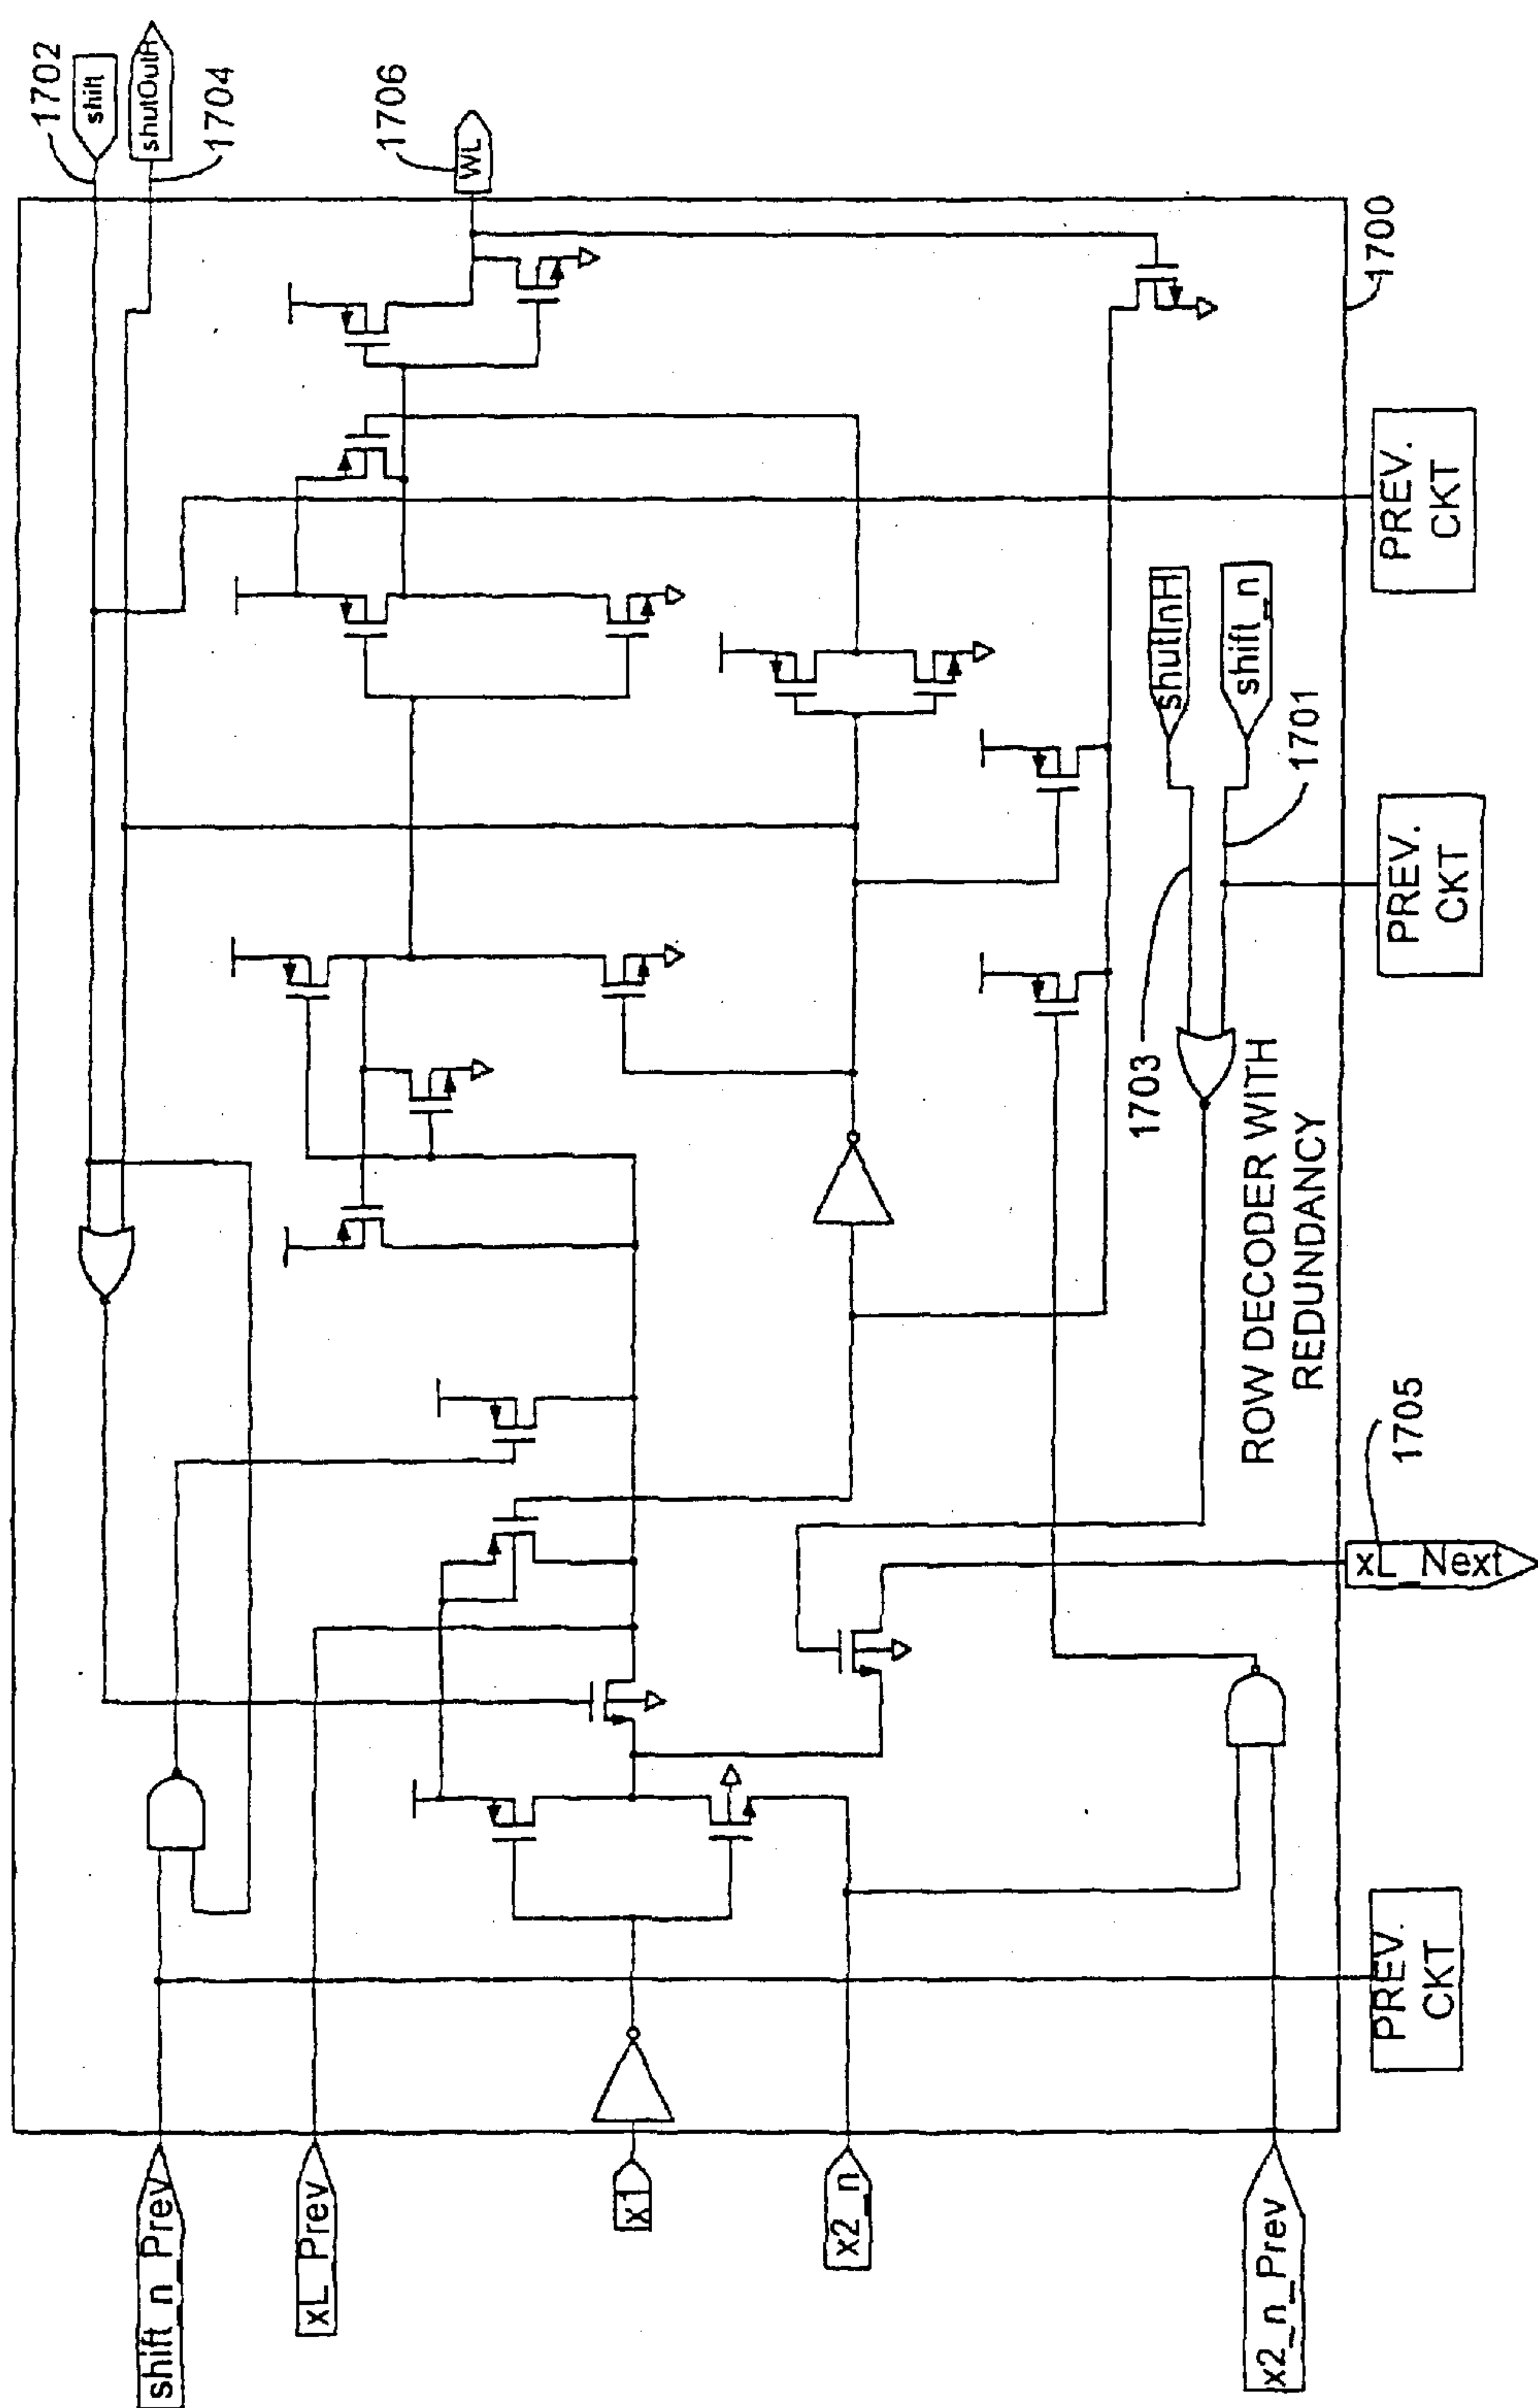 1702
shift
shutOutR
1704
1706
WL
1700
PREV.
CKT
shutInH
shift_n
1701
PREV.
CKT
1703
ROW DECODER WITH
REDUNDANCY
1705
xL_Next
PREV.
CKT
shift_n_Prev
xL_Prev
x1
x2_n
x2_n_Prev